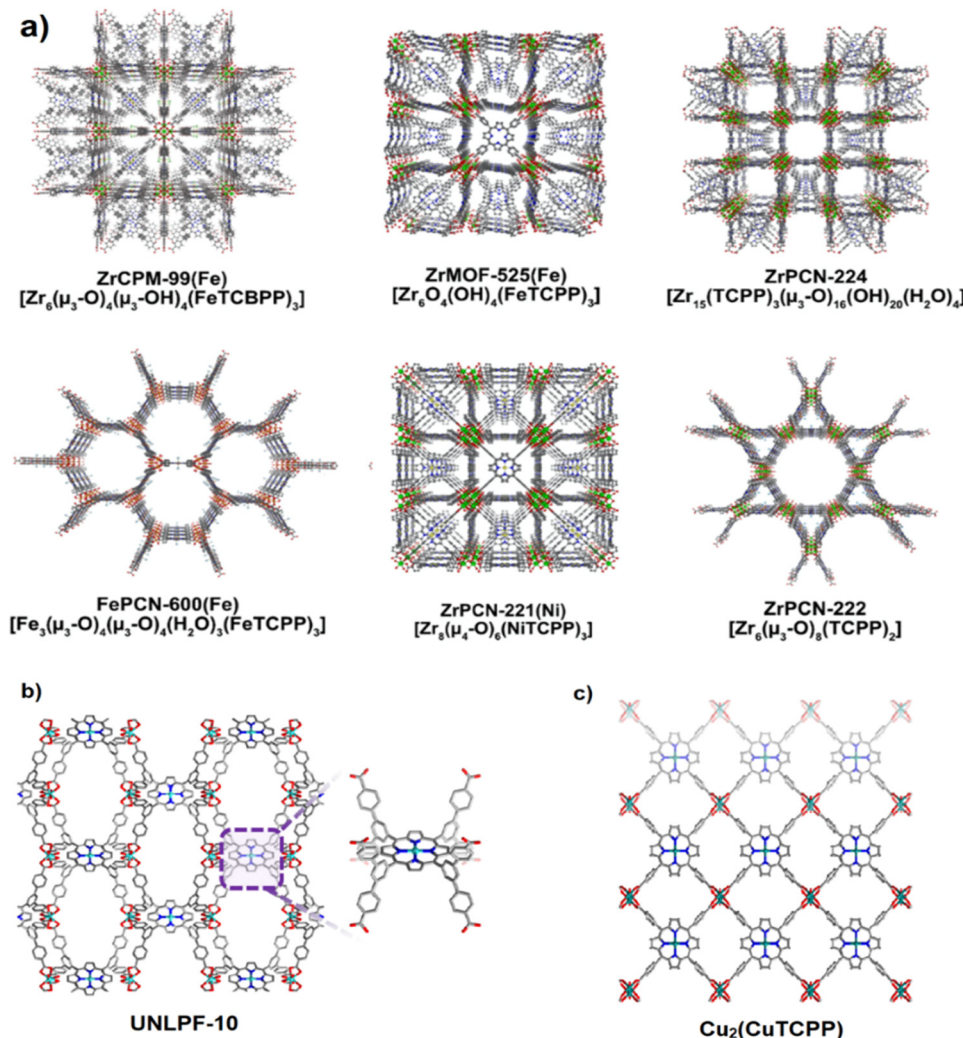 a)
ZrCPM-99(Fe)
[Zr₆(μ₃-O)₄(μ₃-OH)₄(FeTCBPP)₃]
ZrMOF-525(Fe)
[Zr₆O₄(OH)₄(FeTCPP)₃]
ZrPCN-224
[Zr₁₅(TCPP)₃(μ₃-O)₁₆(OH)₂₀(H₂O)₄]
FePCN-600(Fe)
[Fe₃(μ₃-O)₄(μ₃-O)₄(H₂O)₃(FeTCPP)₃]
ZrPCN-221(Ni)
[Zr₈(μ₄-O)₆(NiTCPP)₃]
ZrPCN-222
[Zr₆(μ₃-O)₈(TCPP)₂]
b)
UNLPF-10
c)
Cu₂(CuTCPP)